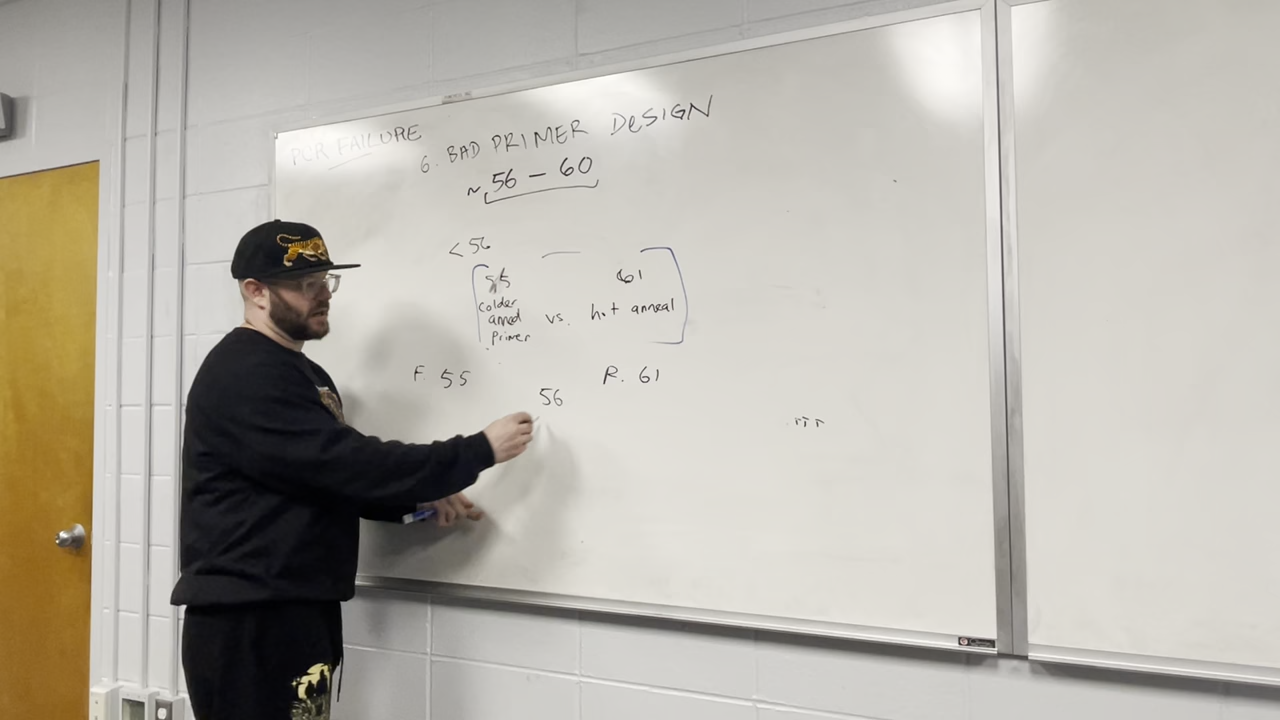 PCR FAILURE
6. BAD PRIMER DeSIGN
~ 56 – 60
< 56
55
61
colder
anneal
primer
vs.
hot anneal
F. 55
R. 61
56